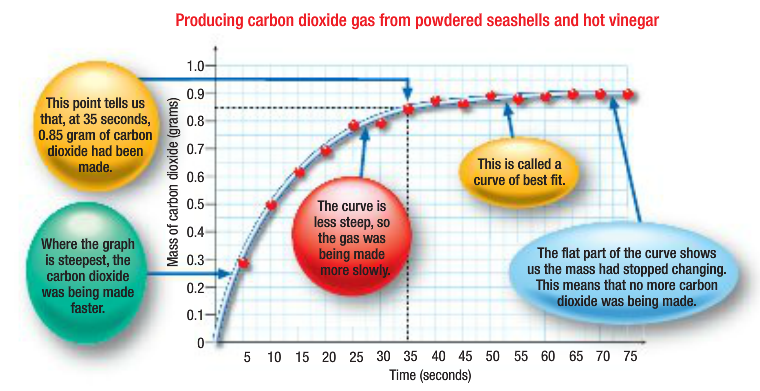 Producing carbon dioxide gas from powdered seashells and hot vinegar
This point tells us
that, at 35 seconds,
0.85 gram of carbon
dioxide had been
made.
Where the graph
is steepest, the
carbon dioxide
was being made
faster.
Mass of carbon dioxide (grams)
1.0
0.9
0.8
0.7
0.6
0.5
0.4
0.3
0.2
0.1
0
The curve is
less steep, so
the gas was
being made
more slowly.
This is called a
curve of best fit.
The flat part of the curve shows
us the mass had stopped changing.
This means that no more carbon
dioxide was being made.
5 10 15 20 25 30 35 40 45 50 55 60 65 70 75
Time (seconds)